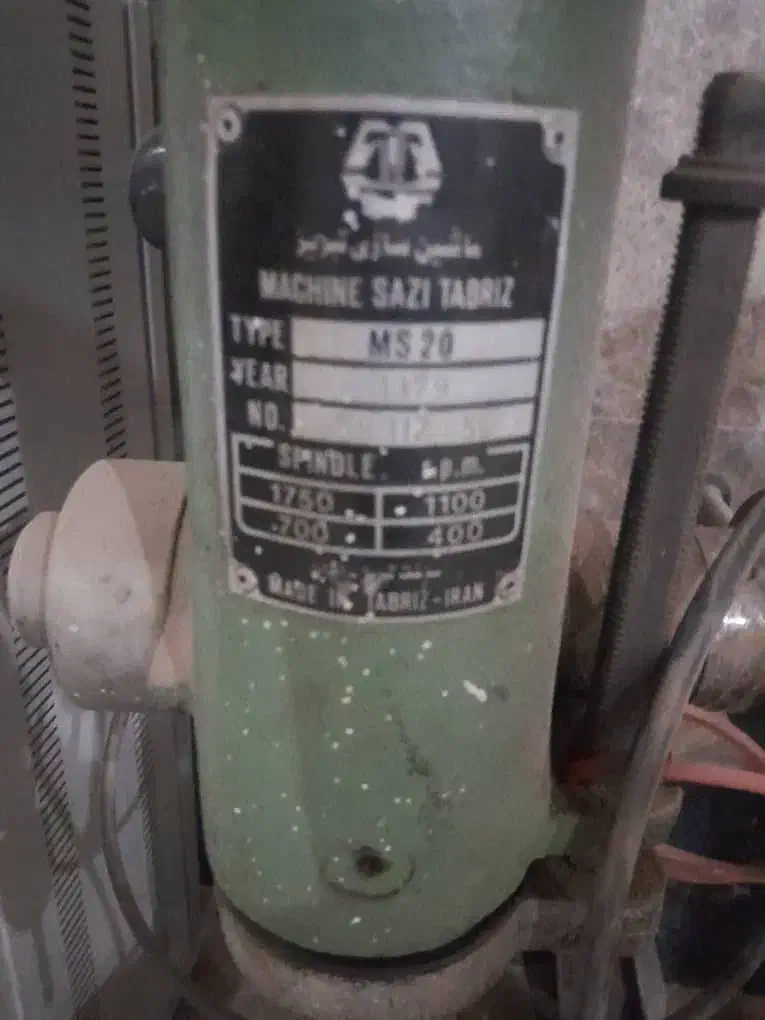 ماشین سازی تبریز
MACHINE SAZI TABRIZ
TYPE MS 20
YEAR
NO.
SPINDLE r.p.m.
1750 1100
700 400
MADE IN TABRIZ-IRAN